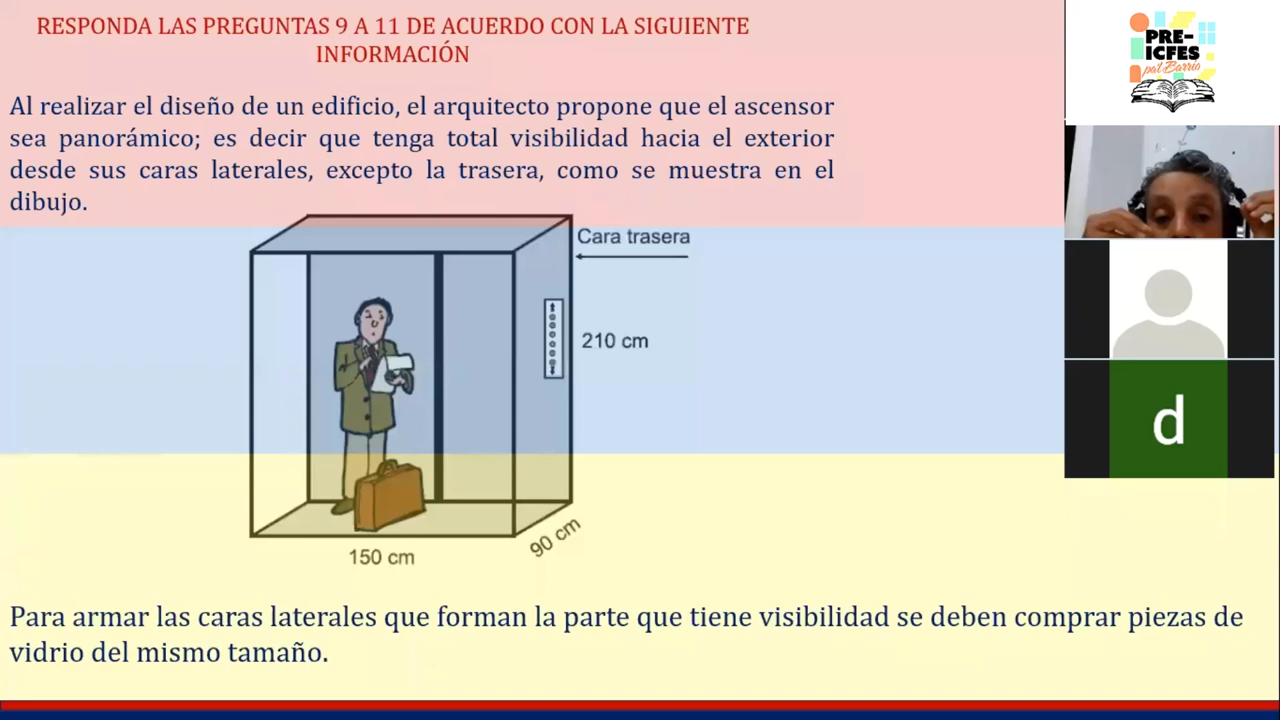 RESPONDA LAS PREGUNTAS 9 A 11 DE ACUERDO CON LA SIGUIENTE
INFORMACIÓN
Al realizar el diseño de un edificio, el arquitecto propone que el ascensor
sea panorámico; es decir que tenga total visibilidad hacia el exterior
desde sus caras laterales, excepto la trasera, como se muestra en el
dibujo.
Cara trasera
210 cm
90 cm
150 cm
Para armar las caras laterales que forman la parte que tiene visibilidad se deben comprar piezas de
vidrio del mismo tamaño.
PRE-
ICFES
pa'l Barrio
d